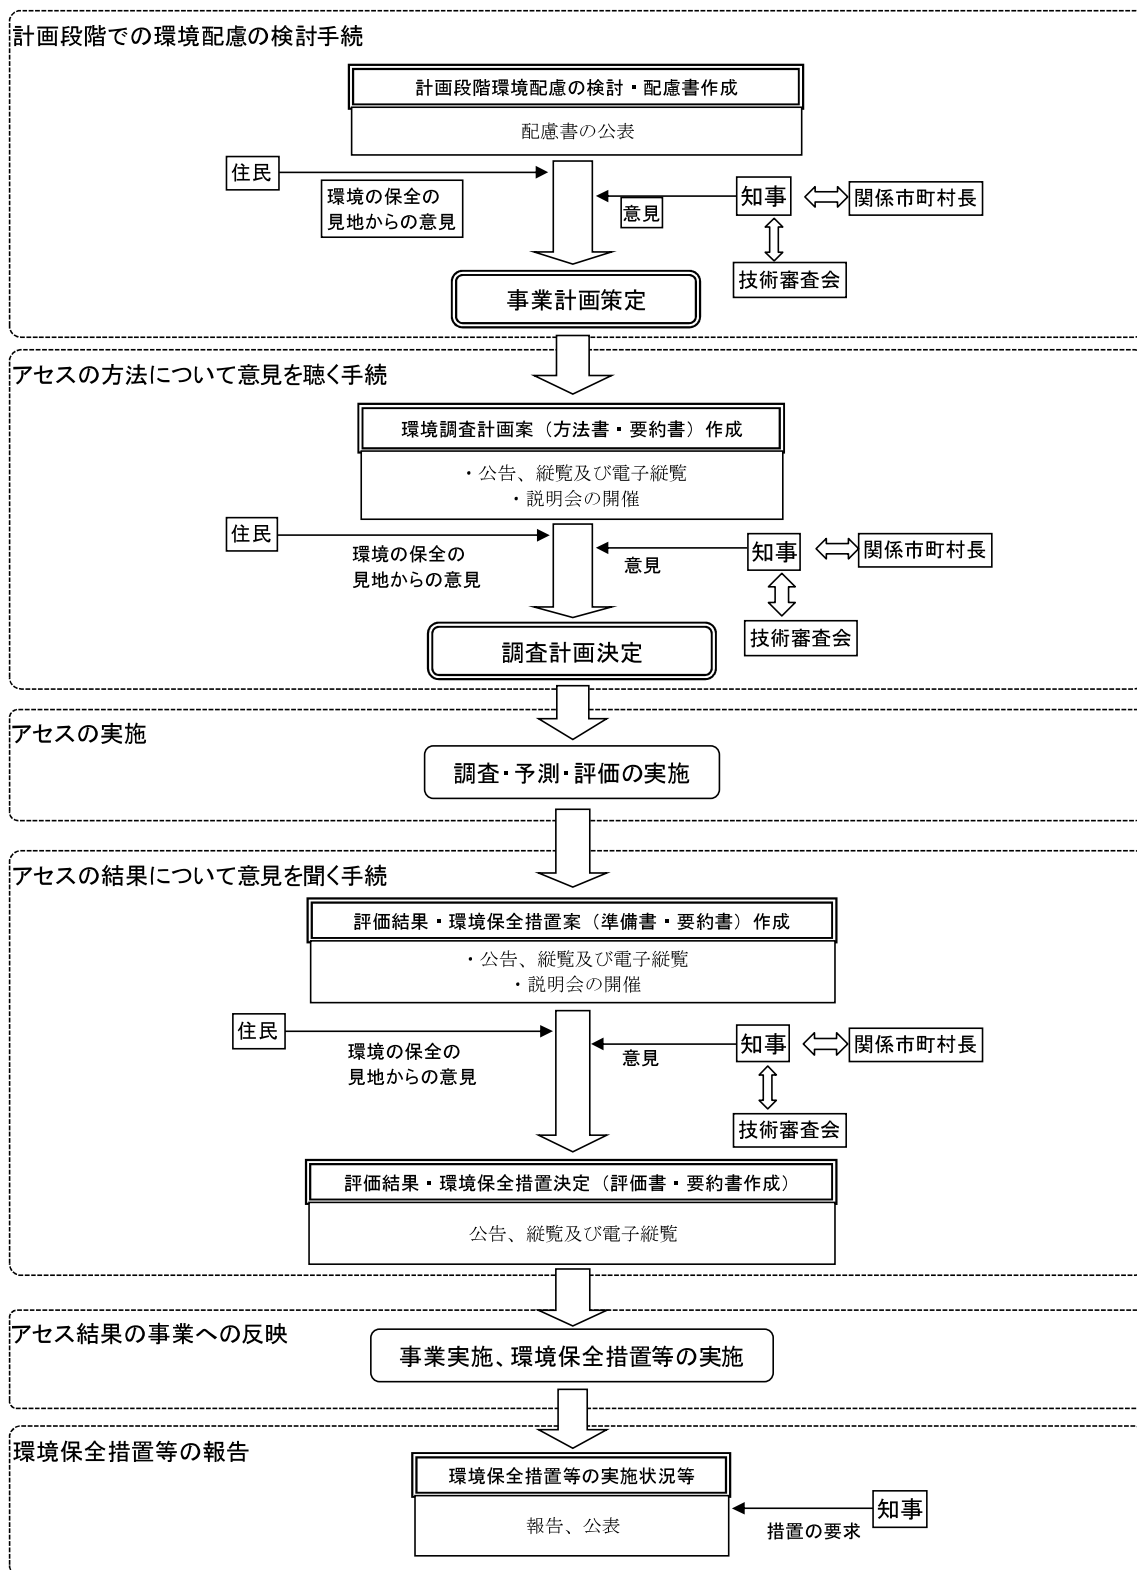 計画段階での環境配慮の検討手続
計画段階環境配慮の検討・配慮書作成
配慮書の公表
住民
環境の保全の
見地からの意見
意見
知事
関係市町村長
技術審査会
事業計画策定
アセスの方法について意見を聴く手続
環境調査計画案（方法書・要約書）作成
・公告、縦覧及び電子縦覧
・説明会の開催
住民
環境の保全の
見地からの意見
意見
知事
関係市町村長
技術審査会
調査計画決定
アセスの実施
調査・予測・評価の実施
アセスの結果について意見を聞く手続
評価結果・環境保全措置案（準備書・要約書）作成
・公告、縦覧及び電子縦覧
・説明会の開催
住民
環境の保全の
見地からの意見
意見
知事
関係市町村長
技術審査会
評価結果・環境保全措置決定（評価書・要約書作成）
公告、縦覧及び電子縦覧
アセス結果の事業への反映
事業実施、環境保全措置等の実施
環境保全措置等の報告
環境保全措置等の実施状況等
報告、公表
知事
措置の要求